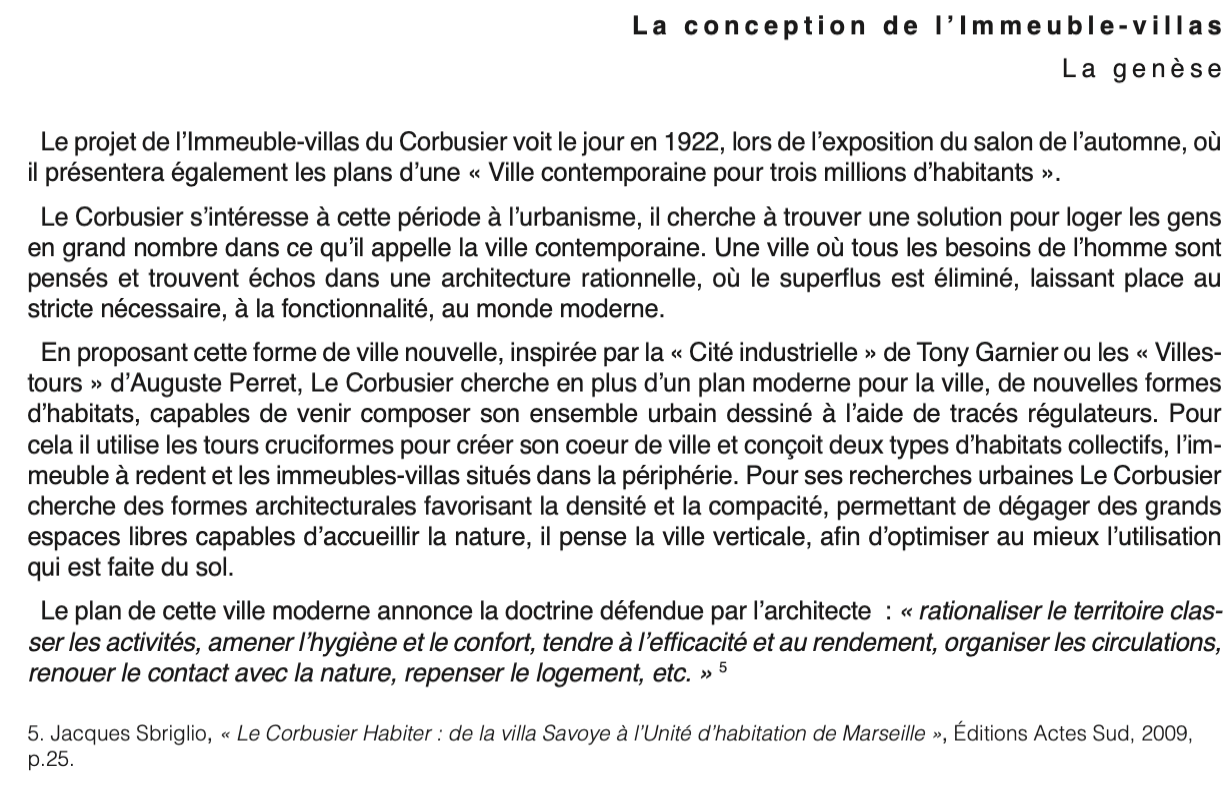 La conception de l’Immeuble-villas
La genèse
Le projet de l’Immeuble-villas du Corbusier voit le jour en 1922, lors de l’exposition du salon de l’automne, où
il présentera également les plans d’une « Ville contemporaine pour trois millions d’habitants ».
Le Corbusier s’intéresse à cette période à l’urbanisme, il cherche à trouver une solution pour loger les gens
en grand nombre dans ce qu’il appelle la ville contemporaine. Une ville où tous les besoins de l’homme sont
pensés et trouvent échos dans une architecture rationnelle, où le superflus est éliminé, laissant place au
stricte nécessaire, à la fonctionnalité, au monde moderne.
En proposant cette forme de ville nouvelle, inspirée par la « Cité industrielle » de Tony Garnier ou les « Villes-
tours » d’Auguste Perret, Le Corbusier cherche en plus d’un plan moderne pour la ville, de nouvelles formes
d’habitats, capables de venir composer son ensemble urbain dessiné à l’aide de tracés régulateurs. Pour
cela il utilise les tours cruciformes pour créer son coeur de ville et conçoit deux types d’habitats collectifs, l’im-
meuble à redent et les immeubles-villas situés dans la périphérie. Pour ses recherches urbaines Le Corbusier
cherche des formes architecturales favorisant la densité et la compacité, permettant de dégager des grands
espaces libres capables d’accueillir la nature, il pense la ville verticale, afin d’optimiser au mieux l’utilisation
qui est faite du sol.
Le plan de cette ville moderne annonce la doctrine défendue par l’architecte : « rationaliser le territoire clas-
ser les activités, amener l’hygiène et le confort, tendre à l’efficacité et au rendement, organiser les circulations,
renouer le contact avec la nature, repenser le logement, etc. » 5
5. Jacques Sbriglio, « Le Corbusier Habiter : de la villa Savoye à l’Unité d’habitation de Marseille », Éditions Actes Sud, 2009,
p.25.